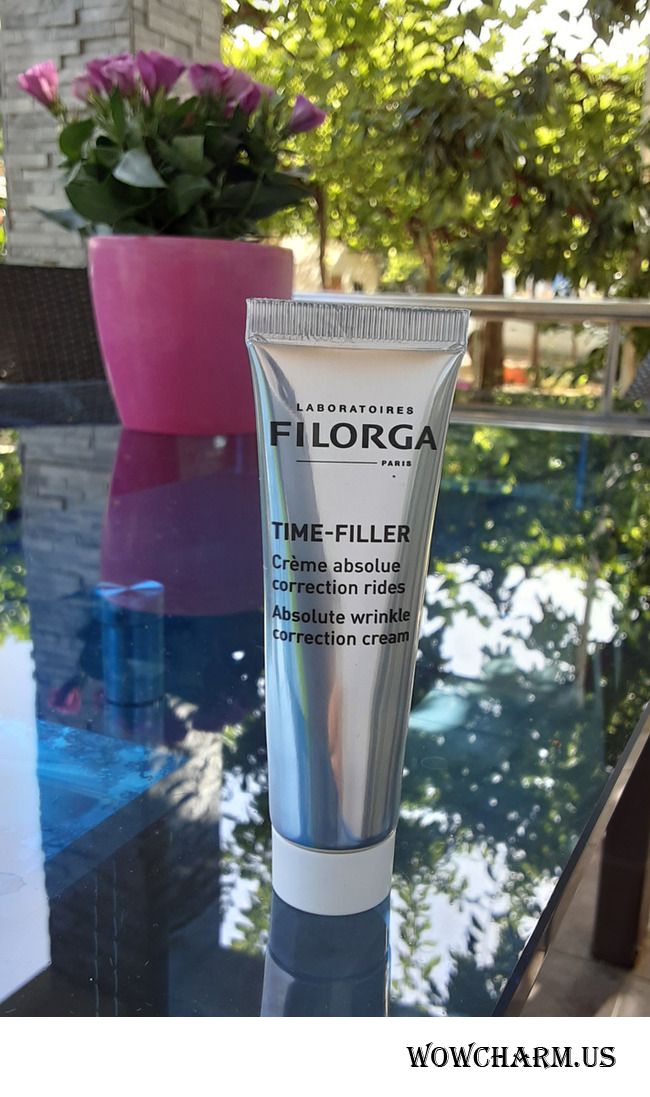 LABORATOIRES
FILORGA
PARIS
TIME-FILLER
Crème absolue
correction rides
Absolute wrinkle
correction cream
WOWCHARM.US